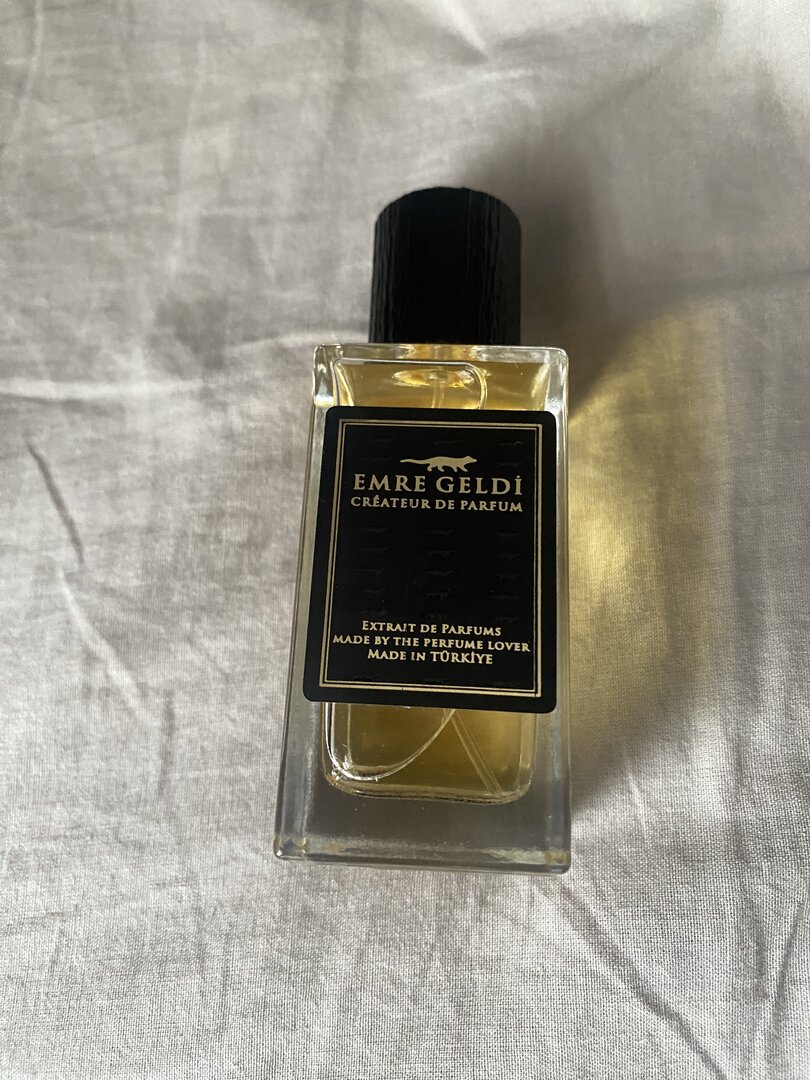 EMRE GELDİ
CRÉATEUR DE PARFUM
EXTRAIT DE PARFUMS
MADE BY THE PERFUME LOVER
MADE IN TÜRKİYE